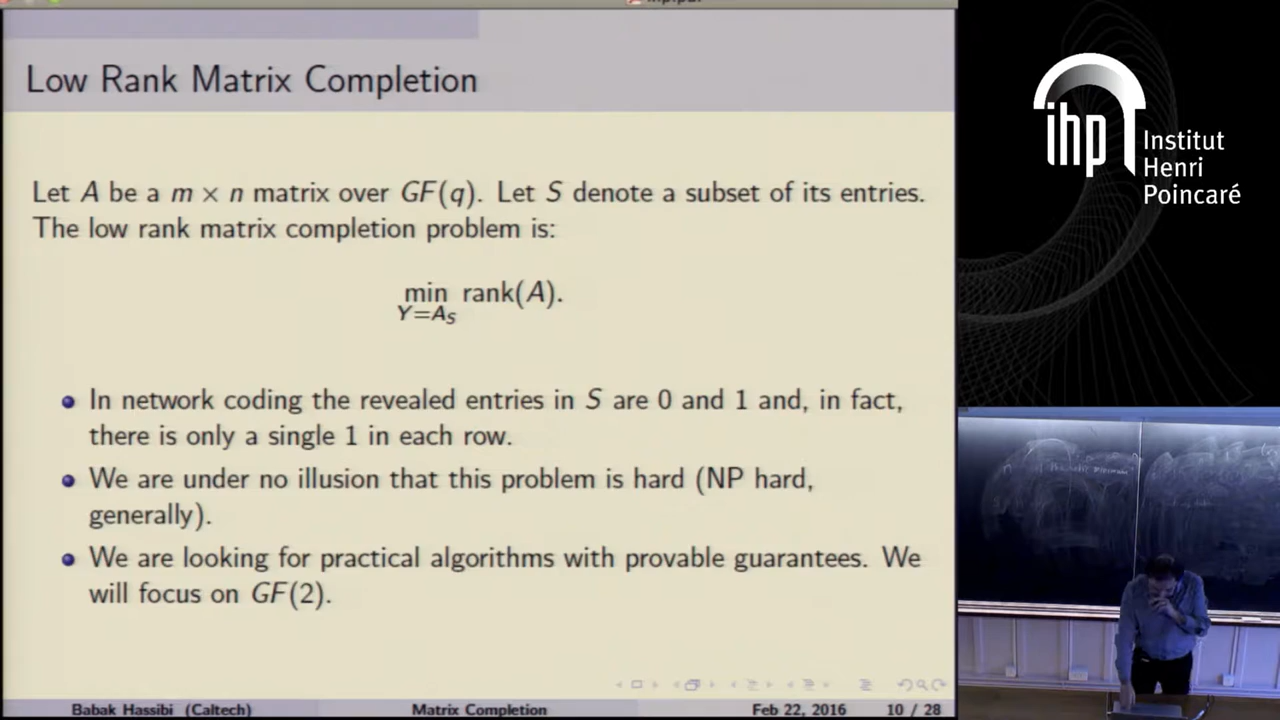 Low Rank Matrix Completion
Let A be a m × n matrix over GF(q). Let S denote a subset of its entries.
The low rank matrix completion problem is:
min rank(A).
Y=A_S
In network coding the revealed entries in S are 0 and 1 and, in fact,
there is only a single 1 in each row.
We are under no illusion that this problem is hard (NP hard,
generally).
We are looking for practical algorithms with provable guarantees. We
will focus on GF(2).
Babak Hassibi (Caltech)
Matrix Completion
Feb 22, 2016
10 / 28
ihp
Institut
Henri
Poincaré